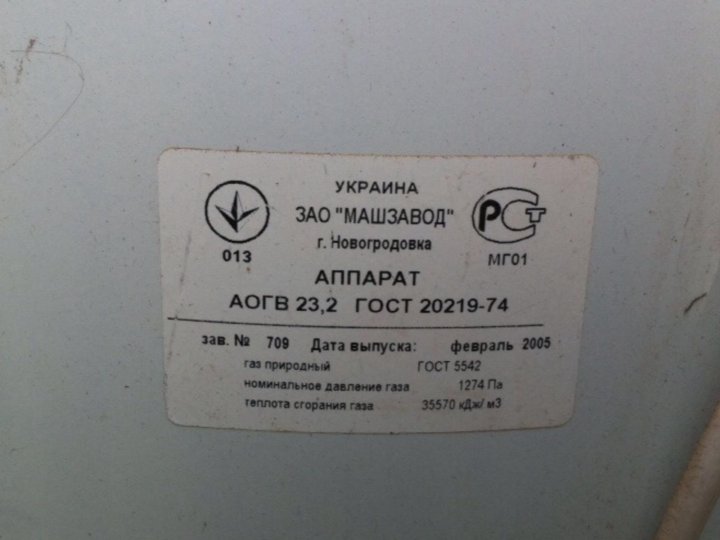 УКРАИНА
ЗАО "МАШЗАВОД"
г. Новогродовка
013
РСТ
МГ01
АППАРАТ
АОГВ 23,2 ГОСТ 20219-74
зав. № 709 Дата выпуска: февраль 2005
газ природный ГОСТ 5542
номинальное давление газа 1274 Па
теплота сгорания газа 35570 кДж/ м3